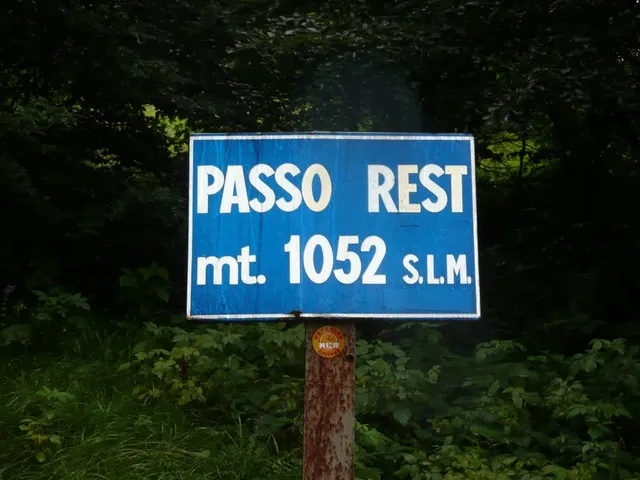 PASSO REST
mt. 1052 S.L.M.